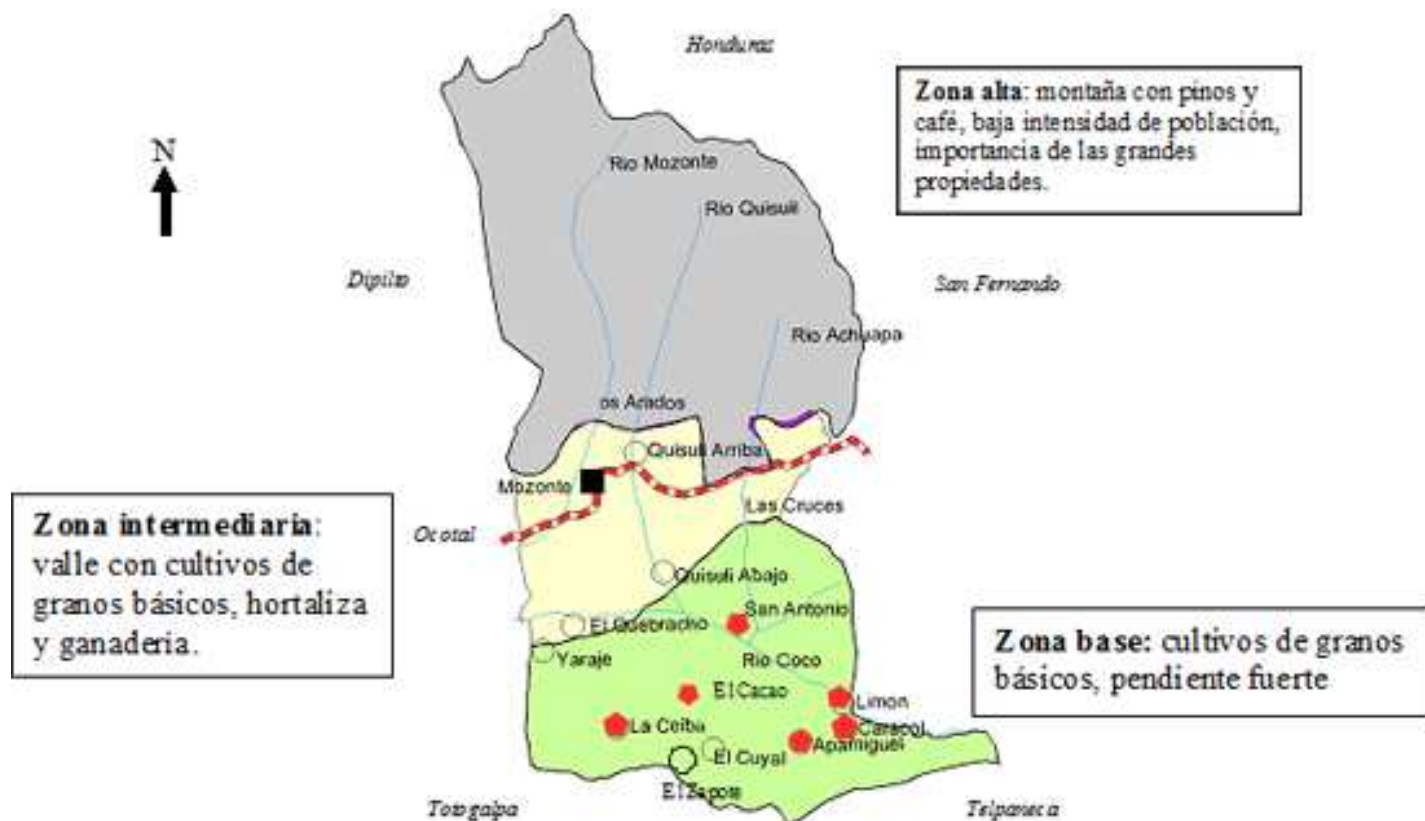 Honduras
Zona alta: montaña con pinos y
café, baja intensidad de población,
importancia de las grandes
propiedades.
N
Rio Mozonte
Rio Quisuli
Dipilto
San Fernando
Rio Achuapa
os Arados
Quisuli Arriba
Mozonte
Zona intermediaria:
valle con cultivos de
granos básicos, hortaliza
y ganaderia.
Las Cruces
Ocotal
Quisuli Abajo
San Antonio
El Quebracho
Zona base: cultivos de granos
básicos, pendiente fuerte
Yaraje
Rio Coco
El Cacao
Limon
La Ceiba
Caracol
Apamiguel
El Cuyal
El Zapote
Totogalpa
Telpaneca